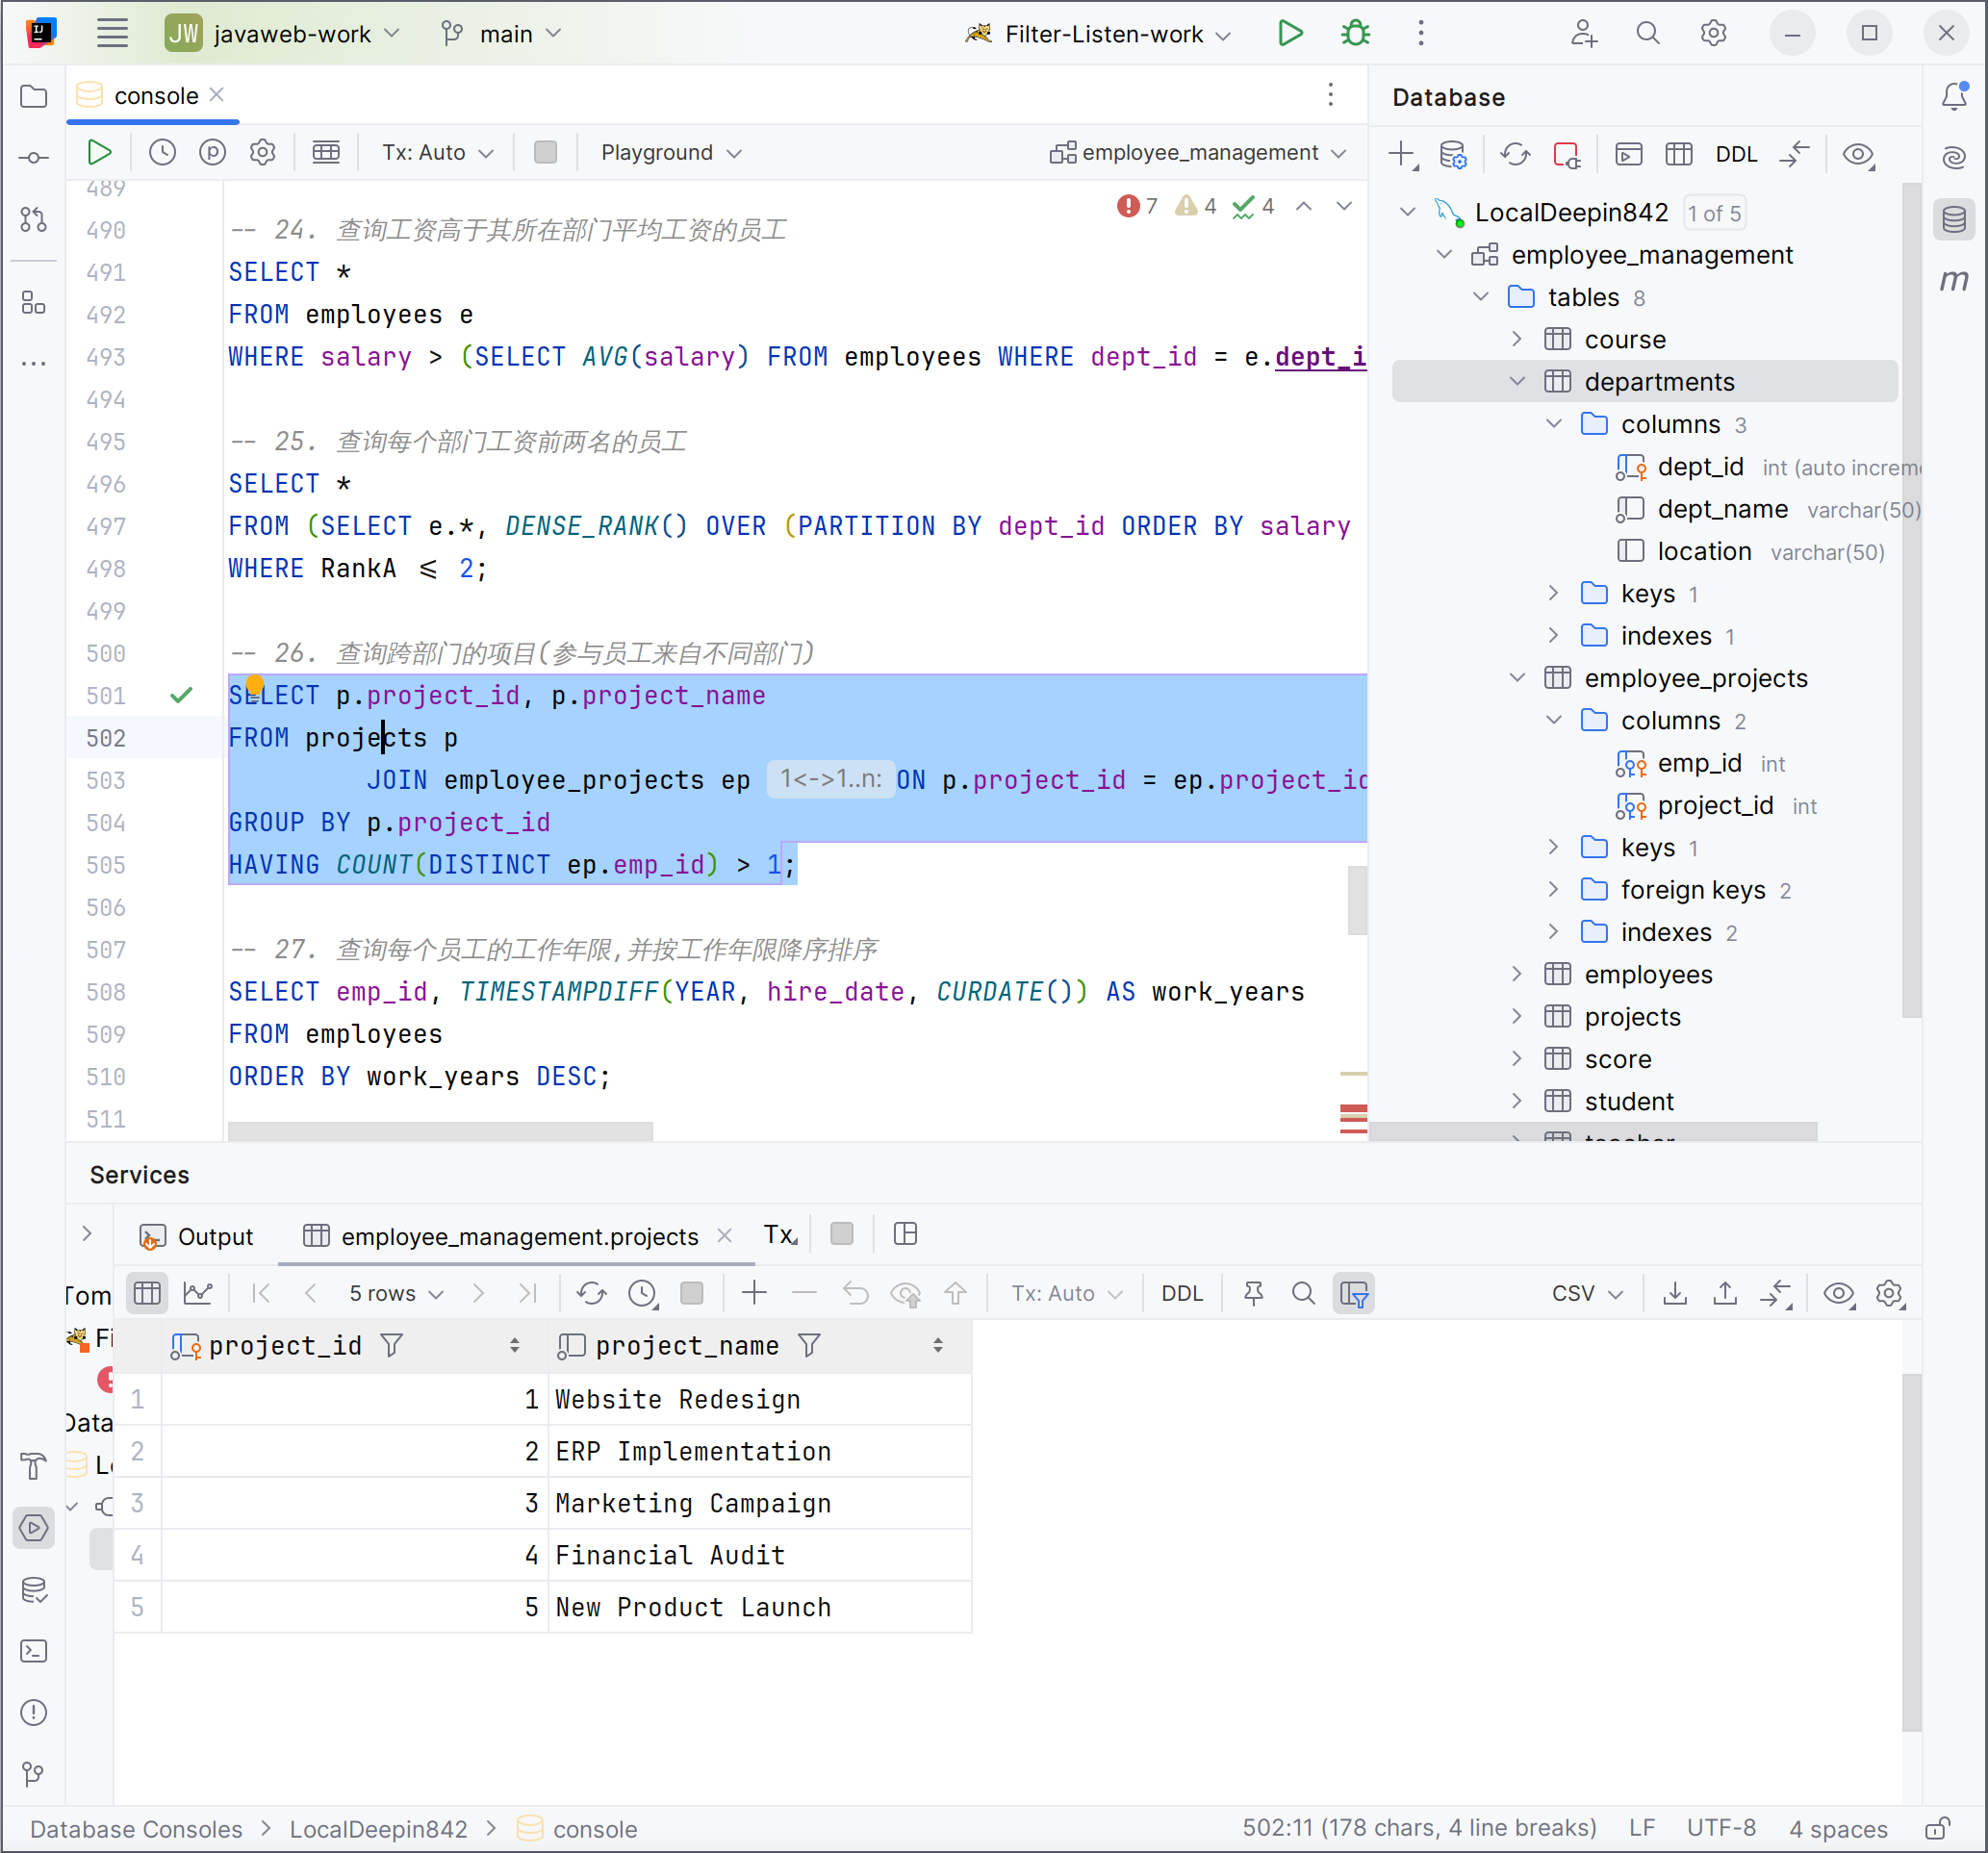 JW javaweb-work main Filter-Listen-work
console
Database
Tx: Auto Playground employee_management
DDL
489
7 4 4
490 -- 24. 查询工资高于其所在部门平均工资的员工
491 SELECT *
492 FROM employees e
493 WHERE salary > (SELECT AVG(salary) FROM employees WHERE dept_id = e.dept_i
494
495 -- 25. 查询每个部门工资前两名的员工
496 SELECT *
497 FROM (SELECT e.*, DENSE_RANK() OVER (PARTITION BY dept_id ORDER BY salary
498 WHERE RankA <= 2;
499
500 -- 26. 查询跨部门的项目(参与员工来自不同部门)
501 SELECT p.project_id, p.project_name
502 FROM projects p
503 JOIN employee_projects ep 1<->1..n: ON p.project_id = ep.project_id
504 GROUP BY p.project_id
505 HAVING COUNT(DISTINCT ep.emp_id) > 1;
506
507 -- 27. 查询每个员工的工作年限,并按工作年限降序排序
508 SELECT emp_id, TIMESTAMPDIFF(YEAR, hire_date, CURDATE()) AS work_years
509 FROM employees
510 ORDER BY work_years DESC;
511
LocalDeepin842 1 of 5
employee_management
tables 8
course
departments
columns 3
dept_id int (auto increme
dept_name varchar(50)
location varchar(50)
keys 1
indexes 1
employee_projects
columns 2
emp_id int
project_id int
keys 1
foreign keys 2
indexes 2
employees
projects
score
student
teacher
m
Services
Output employee_management.projects Tx
Tom
Fi
Data
Lo
5 rows Tx: Auto DDL CSV
project_id project_name
1 1 Website Redesign
2 2 ERP Implementation
3 3 Marketing Campaign
4 4 Financial Audit
5 5 New Product Launch
Database Consoles > LocalDeepin842 > console
502:11 (178 chars, 4 line breaks) LF UTF-8 4 spaces